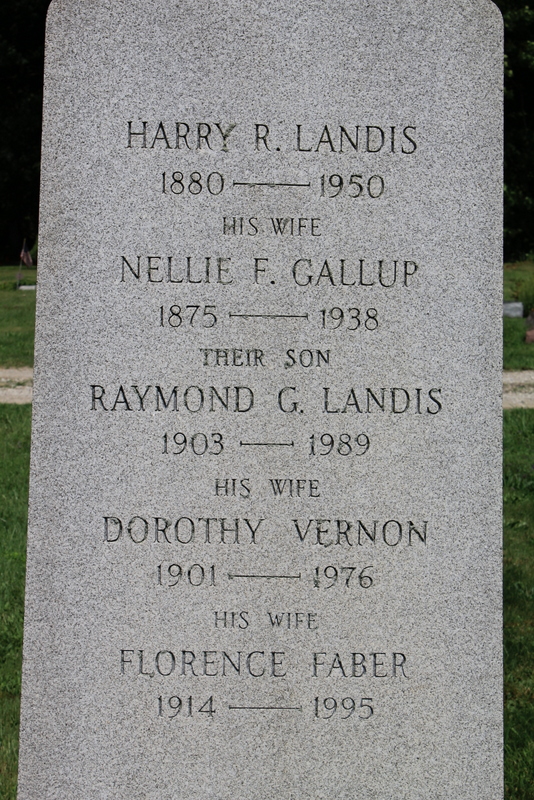 HARRY R. LANDIS
1880 — 1950
HIS WIFE
NELLIE F. GALLUP
1875 — 1938
THEIR SON
RAYMOND G. LANDIS
1903 — 1989
HIS WIFE
DOROTHY VERNON
1901 — 1976
HIS WIFE
FLORENCE FABER
1914 — 1995